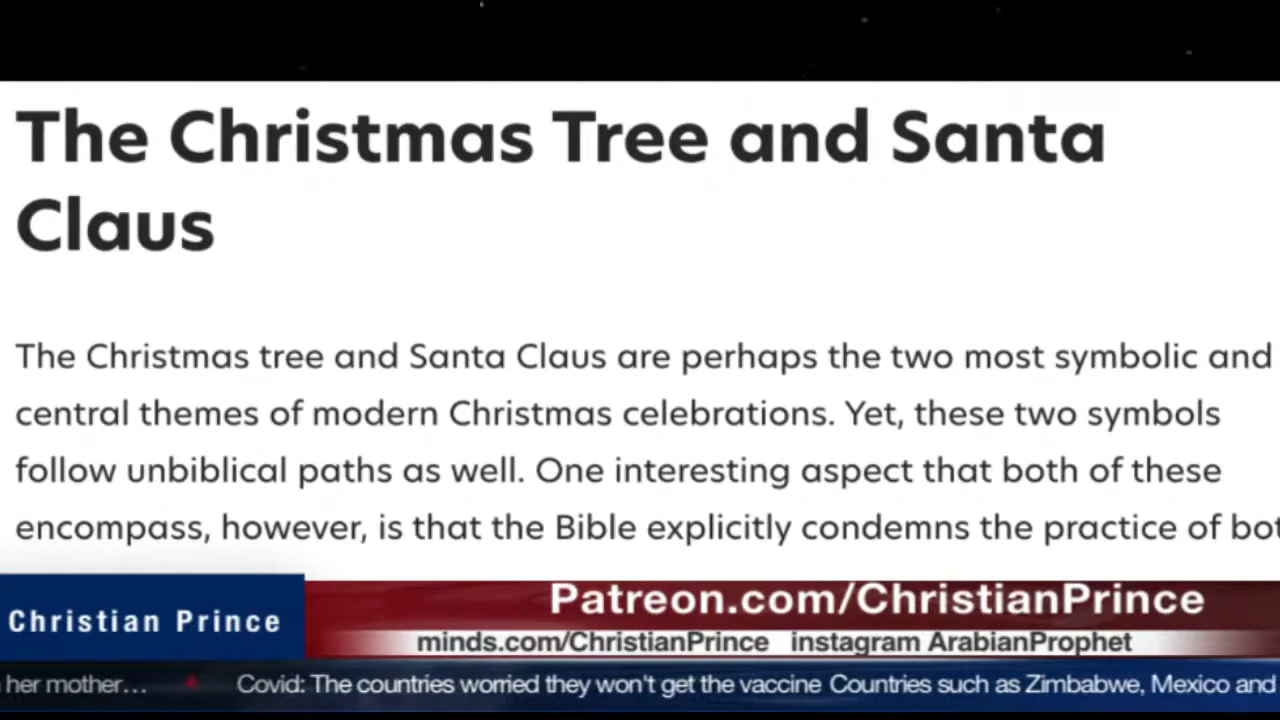 The Christmas Tree and Santa
Claus
The Christmas tree and Santa Claus are perhaps the two most symbolic and
central themes of modern Christmas celebrations. Yet, these two symbols
follow unbiblical paths as well. One interesting aspect that both of these
encompass, however, is that the Bible explicitly condemns the practice of
Christian Prince
Patreon.com/ChristianPrince
minds.com/ChristianPrince instagram ArabianProphet
her mother... Covid: The countries worried they won't get the vaccine Countries such as Zimbabwe, Mexico and